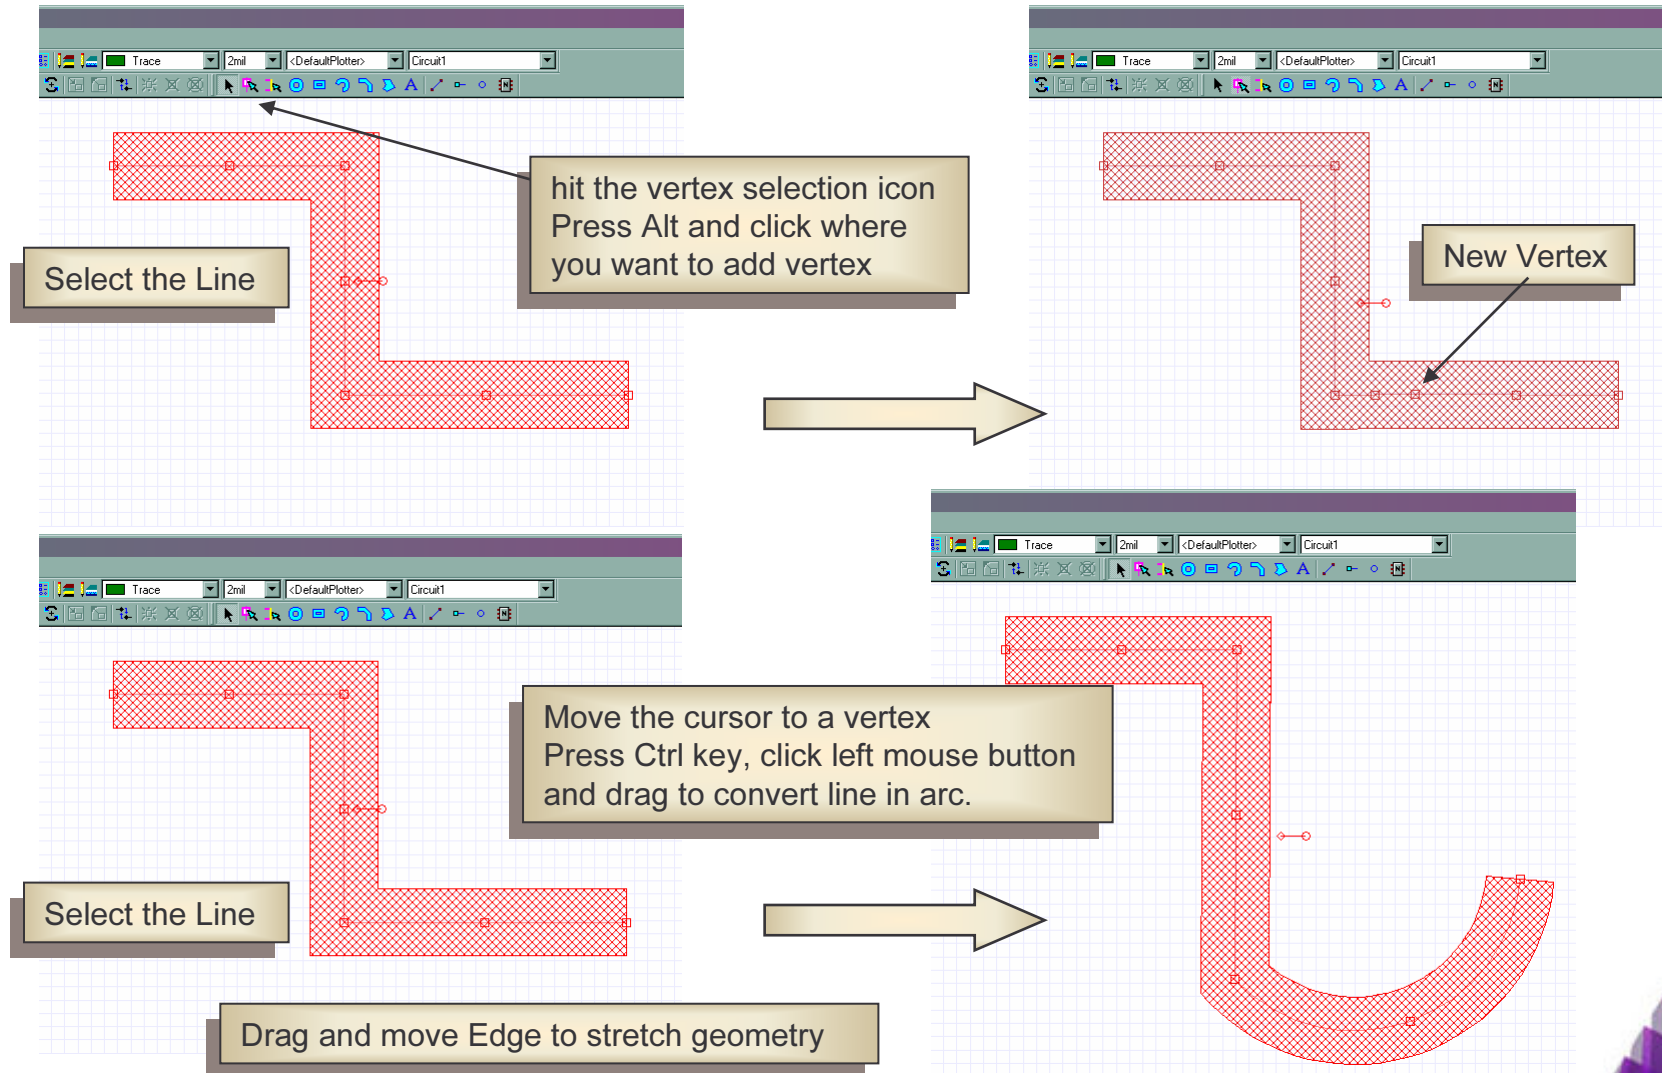 Trace 2mil <DefaultPlotter> Circuit1
A
hit the vertex selection icon
Press Alt and click where
you want to add vertex
Select the Line
Trace 2mil <DefaultPlotter> Circuit1
A
New Vertex
Trace 2mil <DefaultPlotter> Circuit1
A
Select the Line
Trace 2mil <DefaultPlotter> Circuit1
A
Move the cursor to a vertex
Press Ctrl key, click left mouse button
and drag to convert line in arc.
Drag and move Edge to stretch geometry